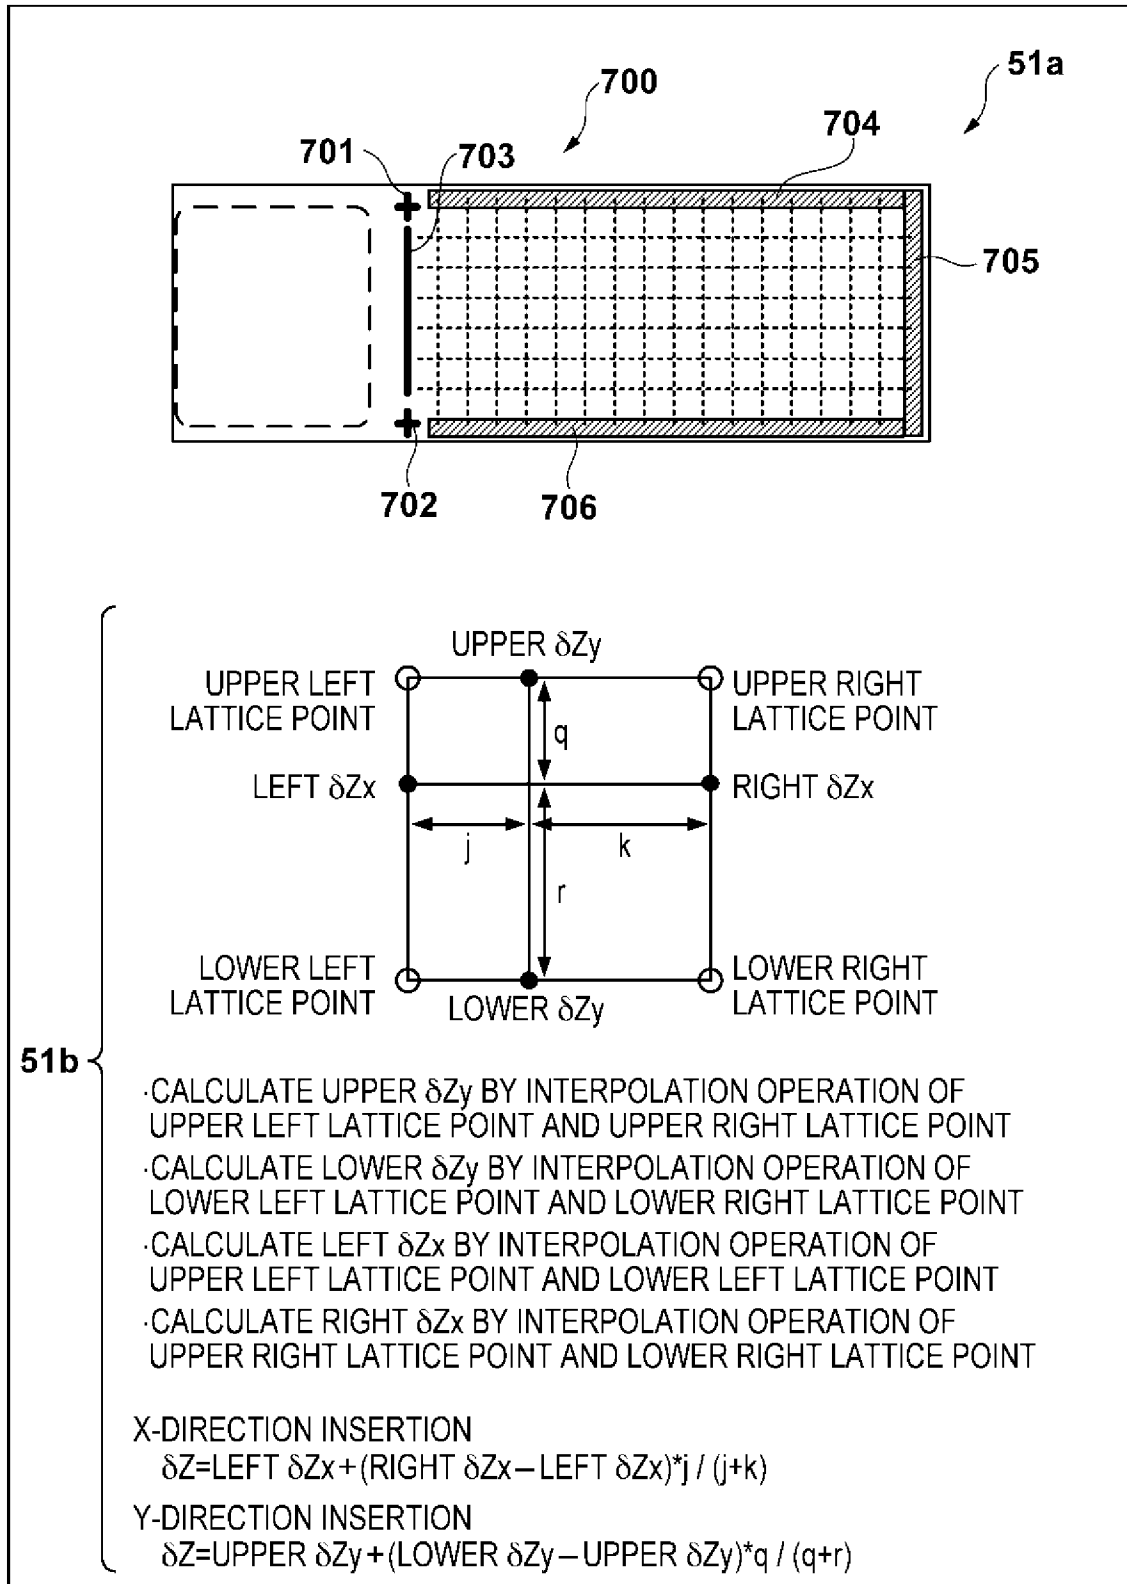 51a
700
704
701
703
705
702
706
UPPER δZy
UPPER LEFT
LATTICE POINT
UPPER RIGHT
LATTICE POINT
q
LEFT δZx
RIGHT δZx
j
k
r
LOWER LEFT
LATTICE POINT
LOWER RIGHT
LATTICE POINT
LOWER δZy
51b
·CALCULATE UPPER δZy BY INTERPOLATION OPERATION OF
UPPER LEFT LATTICE POINT AND UPPER RIGHT LATTICE POINT
·CALCULATE LOWER δZy BY INTERPOLATION OPERATION OF
LOWER LEFT LATTICE POINT AND LOWER RIGHT LATTICE POINT
·CALCULATE LEFT δZx BY INTERPOLATION OPERATION OF
UPPER LEFT LATTICE POINT AND LOWER LEFT LATTICE POINT
·CALCULATE RIGHT δZx BY INTERPOLATION OPERATION OF
UPPER RIGHT LATTICE POINT AND LOWER RIGHT LATTICE POINT
X-DIRECTION INSERTION
δZ=LEFT δZx+(RIGHT δZx−LEFT δZx)*j / (j+k)
Y-DIRECTION INSERTION
δZ=UPPER δZy+(LOWER δZy−UPPER δZy)*q / (q+r)